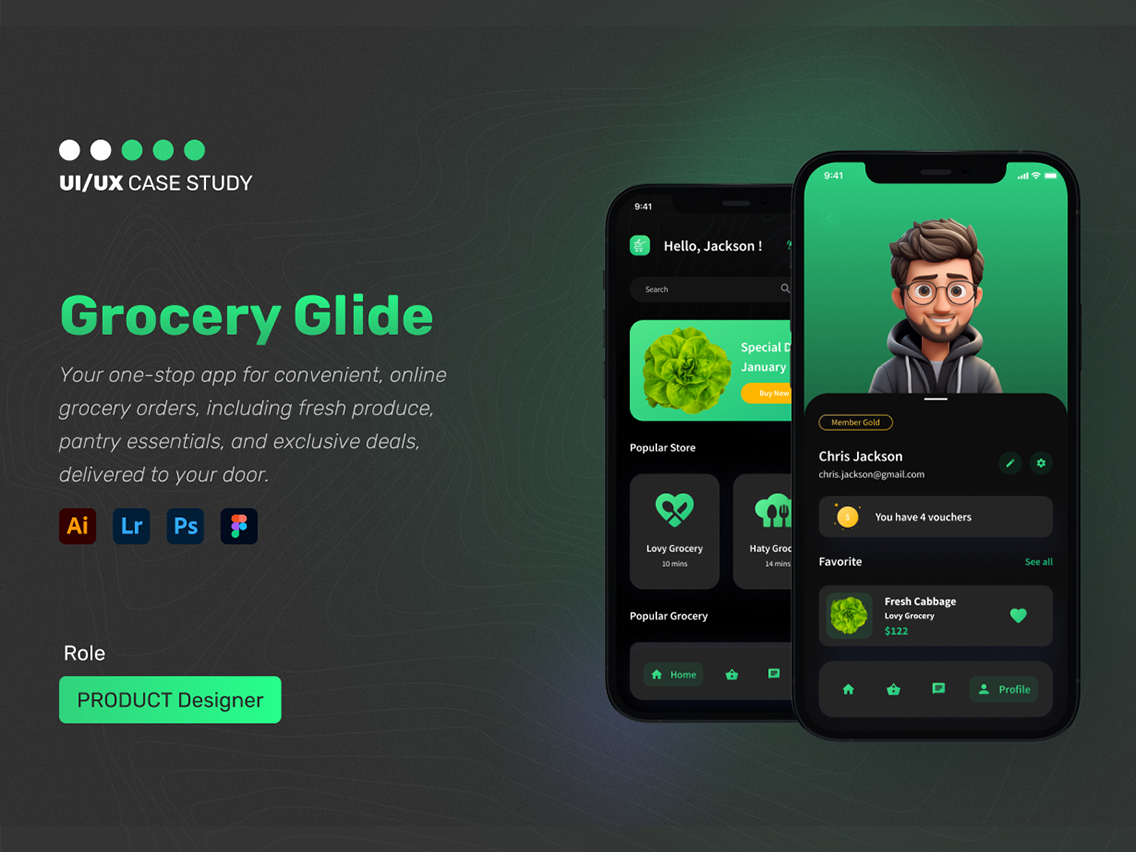 UI/UX CASE STUDY
Grocery Glide
Your one-stop app for convenient, online
grocery orders, including fresh produce,
pantry essentials, and exclusive deals,
delivered to your door.
Ai Lr Ps
Role
PRODUCT Designer
9:41
Hello, Jackson !
Search
Special D
January
Buy Now
Popular Store
Lovy Grocery
10 mins
Haty Groc
14 mins
Popular Grocery
Home
9:41
Member Gold
Chris Jackson
chris.jackson@gmail.com
$
You have 4 vouchers
Favorite See all
Fresh Cabbage
Lovy Grocery
$122
Profile